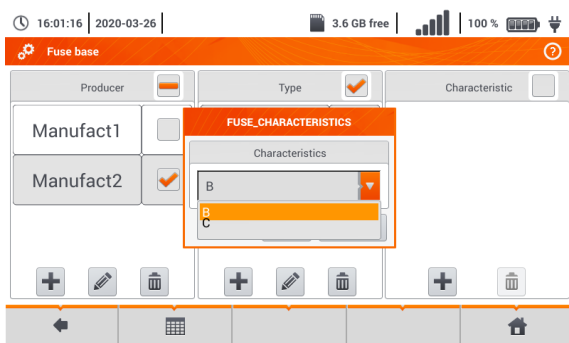 16:01:16 2020-03-26 3.6 GB free 100 %
Fuse base ?
Producer Type Characteristic
Manufact1
Manufact2
FUSE_CHARACTERISTICS
Characteristics
B
B
C